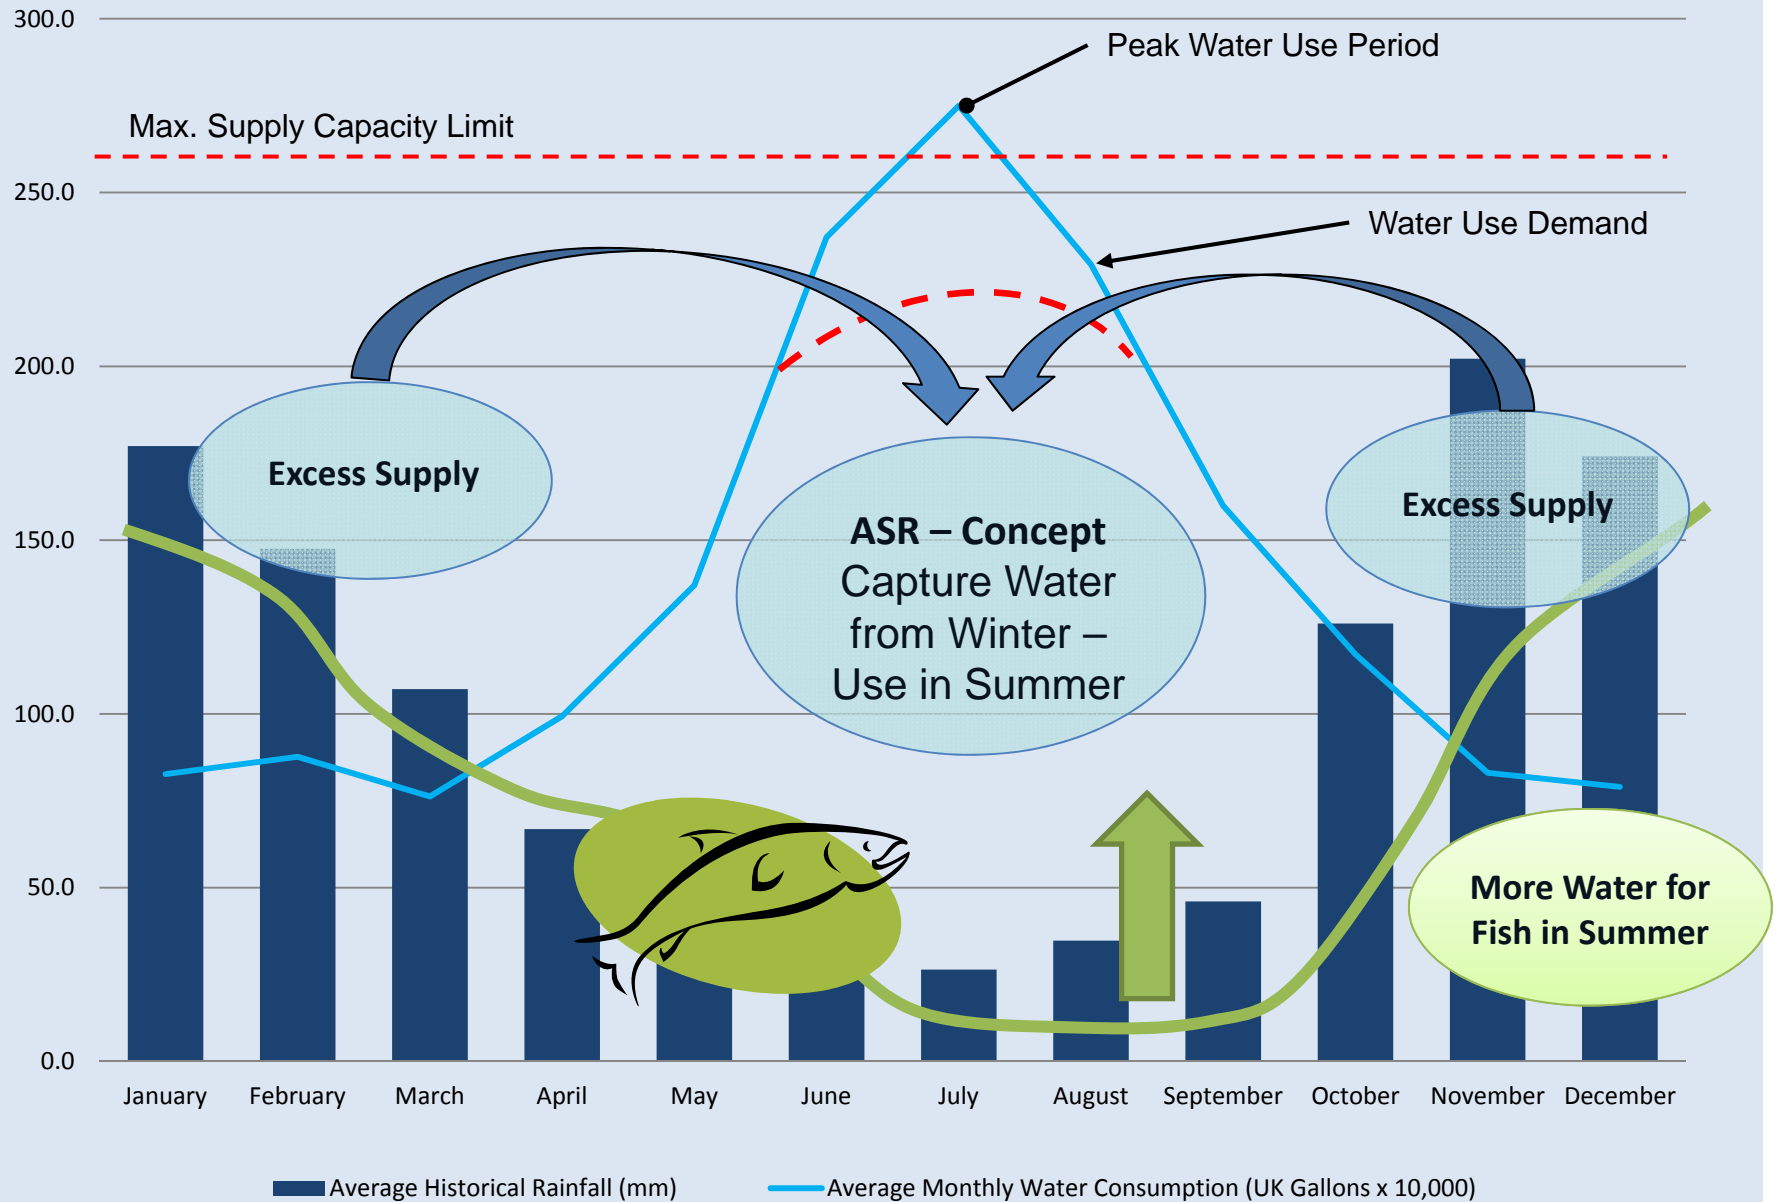 300.0
Peak Water Use Period
Max. Supply Capacity Limit
250.0
Water Use Demand
200.0
Excess Supply
Excess Supply
150.0
ASR – Concept
Capture Water
from Winter –
Use in Summer
100.0
50.0
More Water for
Fish in Summer
0.0
January February March April May June July August September October November December
Average Historical Rainfall (mm) Average Monthly Water Consumption (UK Gallons x 10,000)